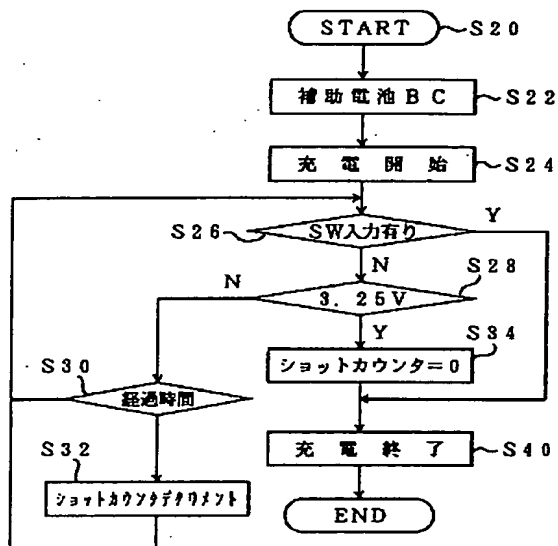 START
S20
補助電池BC
S22
充電開始
S24
SW入力有り
S26
Y
N
3.25V
S28
N
Y
ショットカウンタ=0
S34
経過時間
S30
ショットカウンタデクリメント
S32
充電終了
S40
END